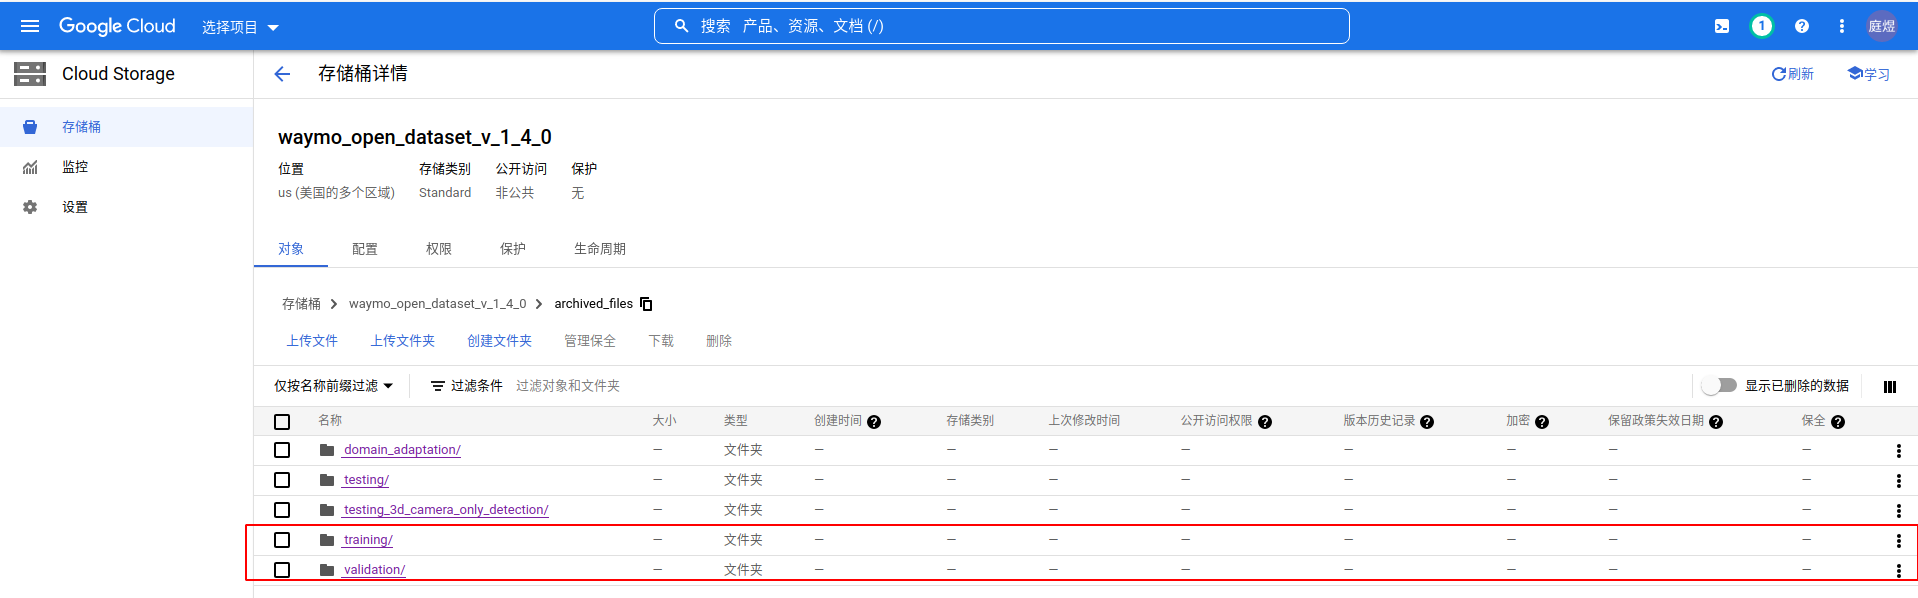 Google Cloud 选择项目 搜索 产品、资源、文档 (/) 1 庭煜
Cloud Storage 存储桶详情 刷新 学习
存储桶
监控
设置
waymo_open_dataset_v_1_4_0
位置 存储类别 公开访问 保护
us (美国的多个区域) Standard 非公共 无
对象 配置 权限 保护 生命周期
存储桶 waymo_open_dataset_v_1_4_0 archived_files
上传文件 上传文件夹 创建文件夹 管理保全 下载 删除
仅按名称前缀过滤 过滤条件 过滤对象和文件夹 显示已删除的数据
名称 大小 类型 创建时间 存储类别 上次修改时间 公开访问权限 版本历史记录 加密 保留政策失效日期 保全
domain_adaptation/ — 文件夹 — — — — — — — —
testing/ — 文件夹 — — — — — — — —
testing_3d_camera_only_detection/ — 文件夹 — — — — — — — —
training/ — 文件夹 — — — — — — — —
validation/ — 文件夹 — — — — — — — —